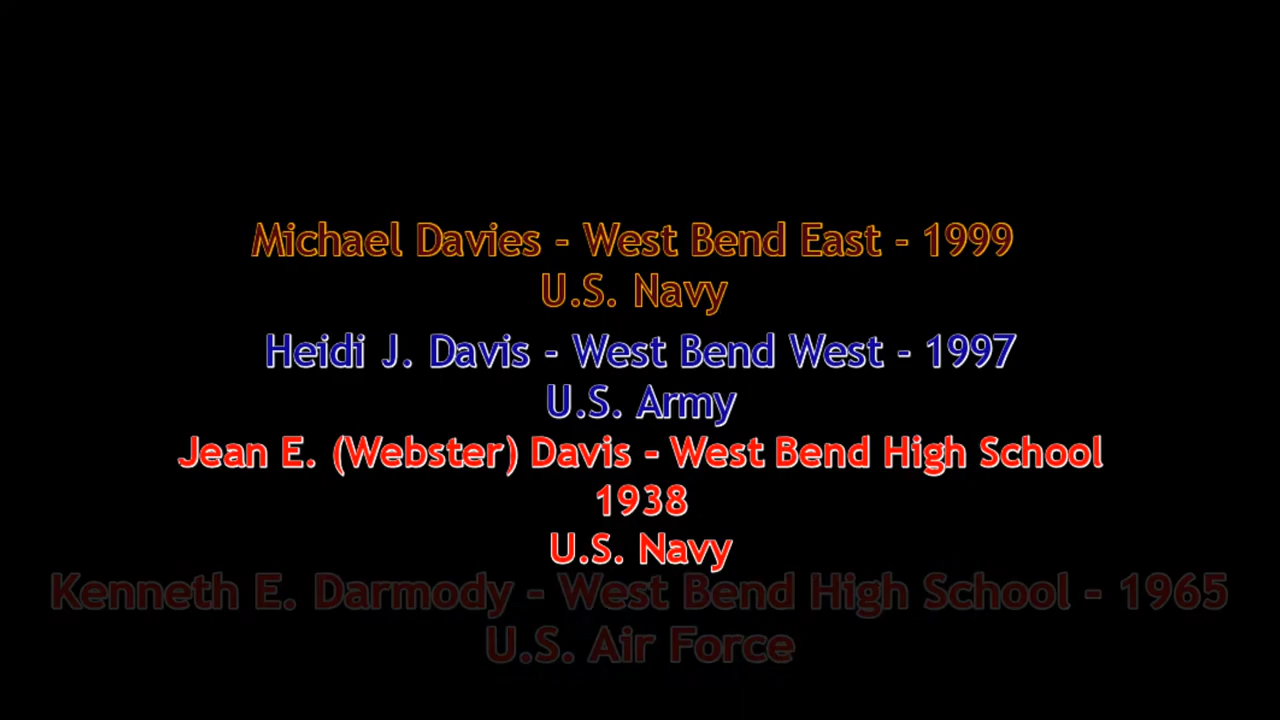 Michael Davies - West Bend East - 1999
U.S. Navy
Heidi J. Davis - West Bend West - 1997
U.S. Army
Jean E. (Webster) Davis - West Bend High School
1938
U.S. Navy
Kenneth E. Darmody - West Bend High School - 1965
U.S. Air Force